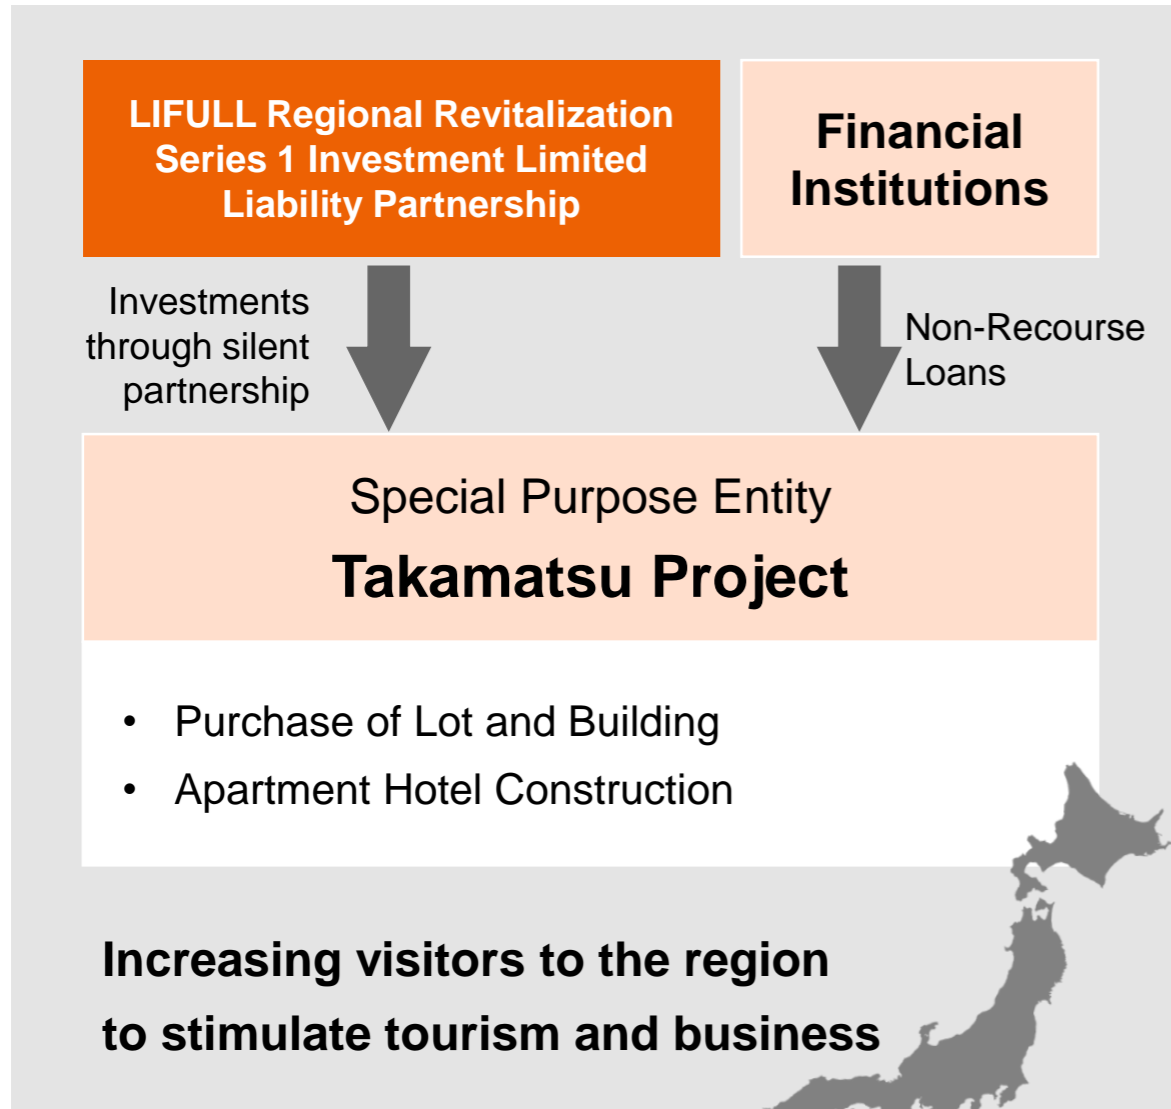 LIFULL Regional Revitalization
Series 1 Investment Limited
Liability Partnership
Financial
Institutions
Investments
through silent
partnership
Non-Recourse
Loans
Special Purpose Entity
Takamatsu Project
• Purchase of Lot and Building
• Apartment Hotel Construction
Increasing visitors to the region
to stimulate tourism and business